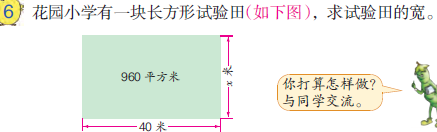 6 花园小学有一块长方形试验田(如下图)，求试验田的宽。
960 平方米
x 米
40 米
你打算怎样做?
与同学交流。